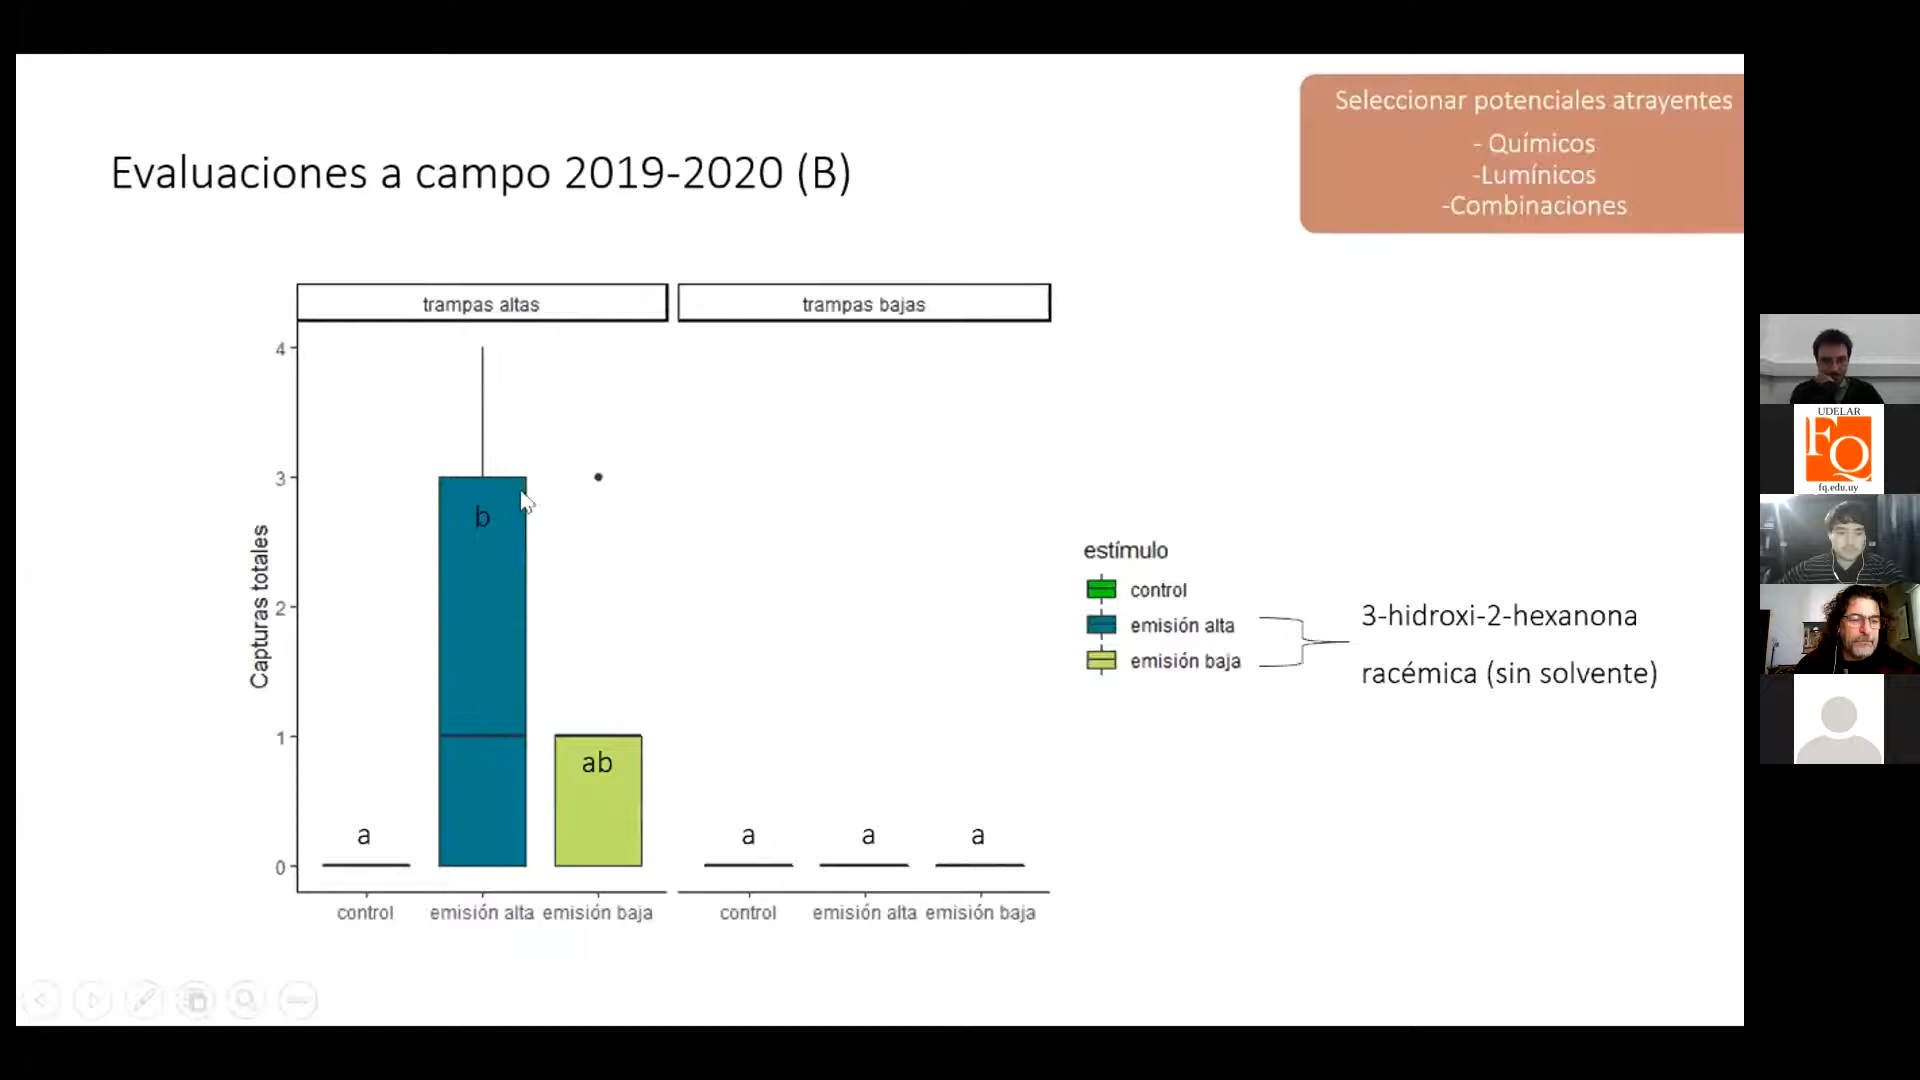 Seleccionar potenciales atrayentes
- Químicos
-Lumínicos
-Combinaciones
Evaluaciones a campo 2019-2020 (B)
trampas altas
trampas bajas
Capturas totales
4
3
2
1
0
b
ab
a
a
a
a
control
emisión alta
emisión baja
control
emisión alta
emisión baja
estímulo
control
emisión alta
emisión baja
3-hidroxi-2-hexanona
racémica (sin solvente)
UDELAR
FQ
fq.edu.uy